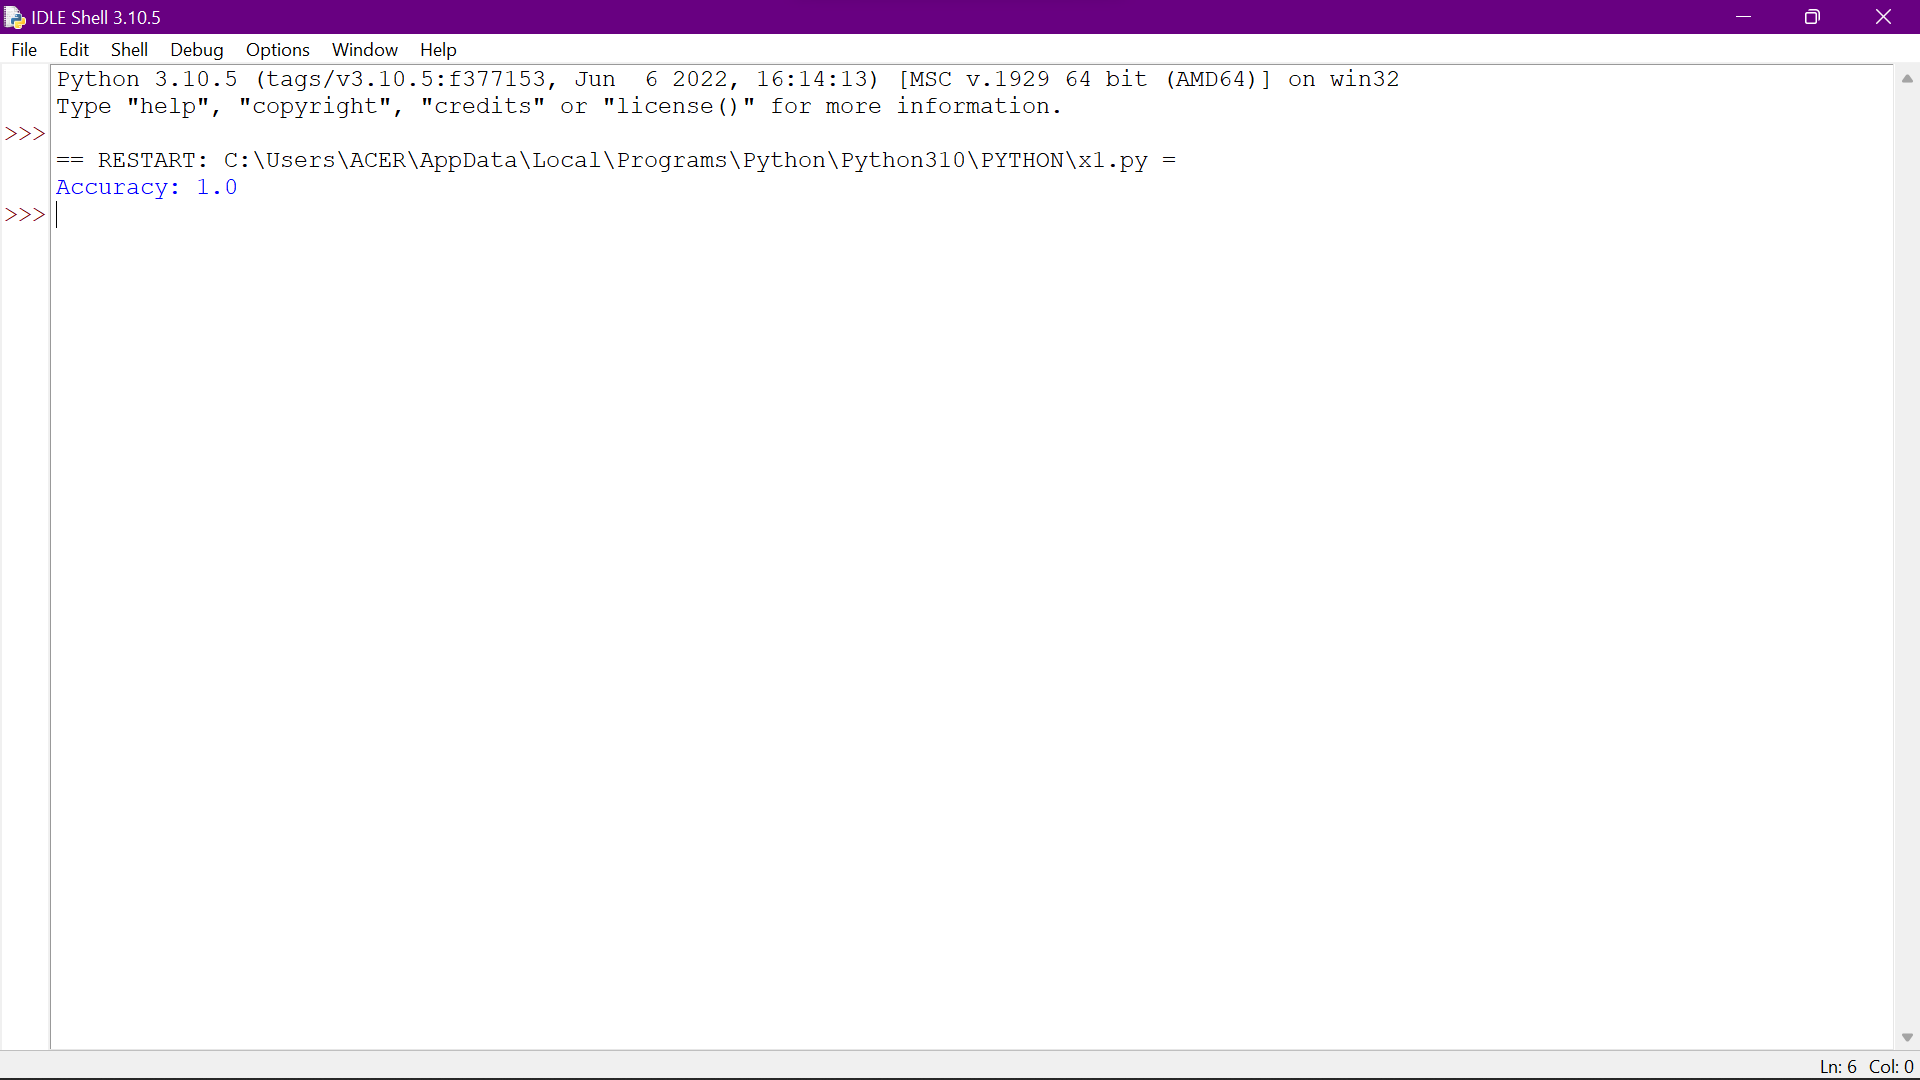 IDLE Shell 3.10.5
File Edit Shell Debug Options Window Help
Python 3.10.5 (tags/v3.10.5:f377153, Jun  6 2022, 16:14:13) [MSC v.1929 64 bit (AMD64)] on win32
Type "help", "copyright", "credits" or "license()" for more information.
>>>
== RESTART: C:\Users\ACER\AppData\Local\Programs\Python\Python310\PYTHON\x1.py =
Accuracy: 1.0
>>>
Ln: 6 Col: 0